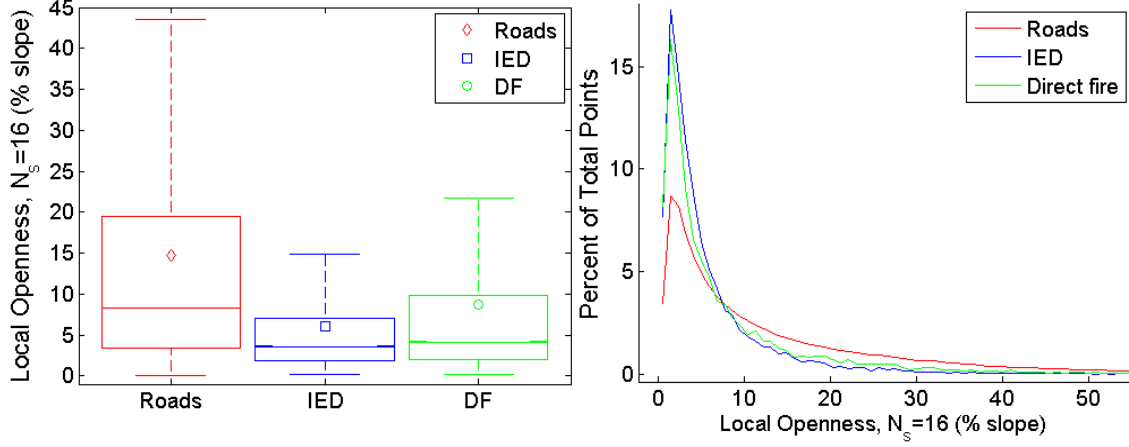 Local Openness, N_S=16 (% slope)
45
40
35
30
25
20
15
10
5
0
Roads
IED
DF
Roads
IED
DF
Percent of Total Points
15
10
5
0
Roads
IED
Direct fire
0
10
20
30
40
50
Local Openness, N_S=16 (% slope)